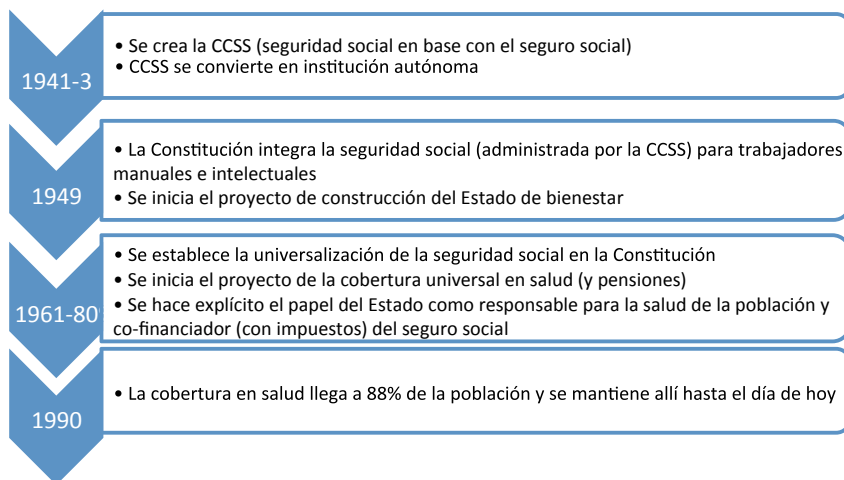 1941-3
• Se crea la CCSS (seguridad social en base con el seguro social)
• CCSS se convierte en institución autónoma
1949
• La Constitución integra la seguridad social (administrada por la CCSS) para trabajadores
manuales e intelectuales
• Se inicia el proyecto de construcción del Estado de bienestar
1961-80
• Se establece la universalización de la seguridad social en la Constitución
• Se inicia el proyecto de la cobertura universal en salud (y pensiones)
• Se hace explícito el papel del Estado como responsable para la salud de la población y
co-financiador (con impuestos) del seguro social
1990
• La cobertura en salud llega a 88% de la población y se mantiene allí hasta el día de hoy